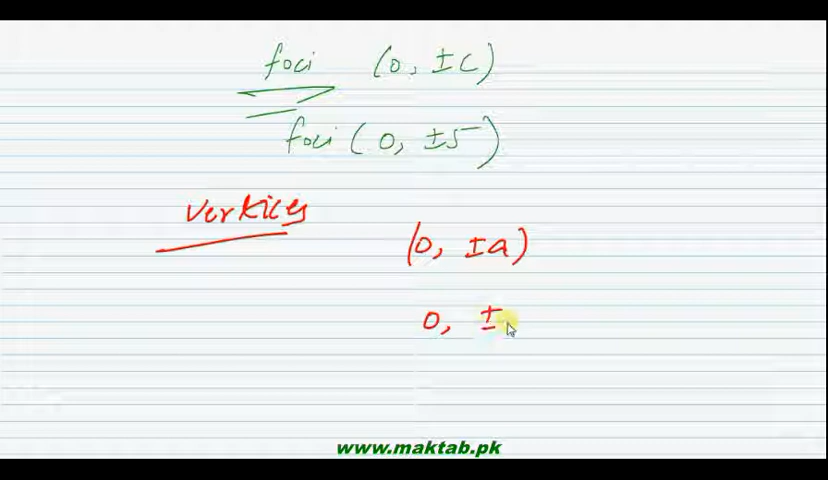 foci (0, ±c)
foci (0, ±5)
vertices
(0, ±a)
0, ±
www.maktab.pk